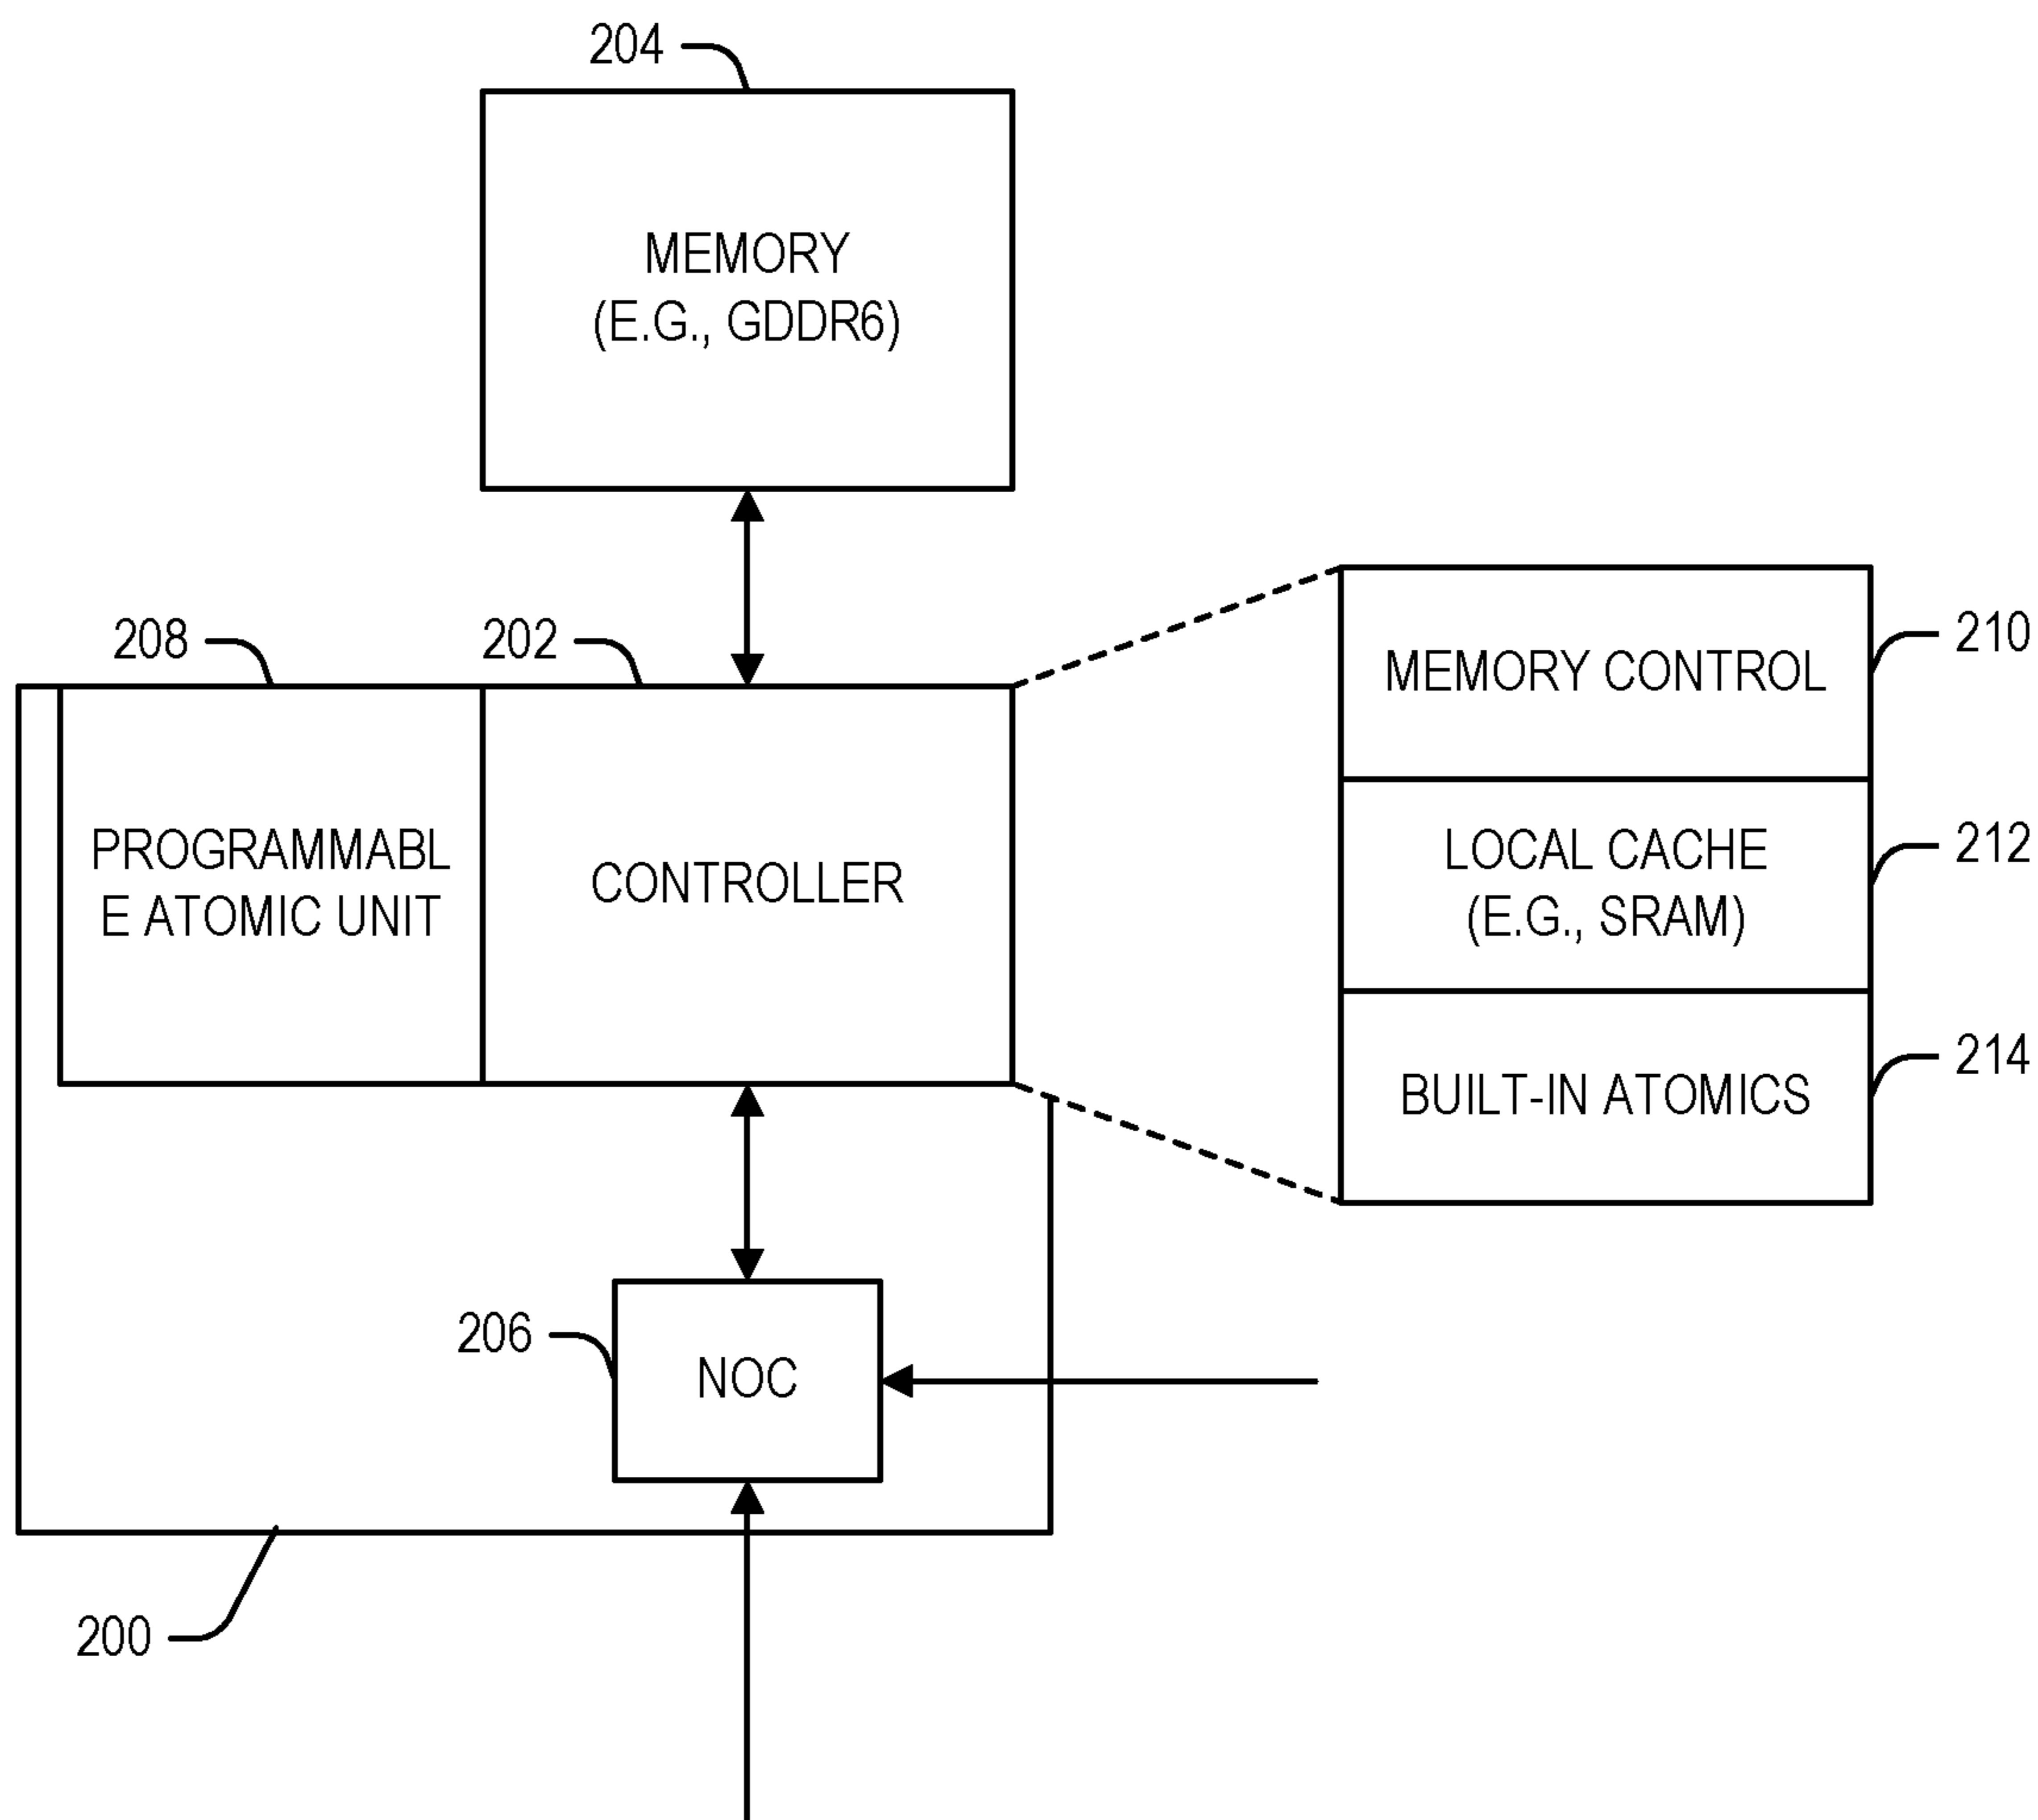 204
MEMORY
(E.G., GDDR6)
208
202
210
MEMORY CONTROL
PROGRAMMABL
E ATOMIC UNIT
CONTROLLER
LOCAL CACHE
(E.G., SRAM)
212
BUILT-IN ATOMICS
214
206
NOC
200